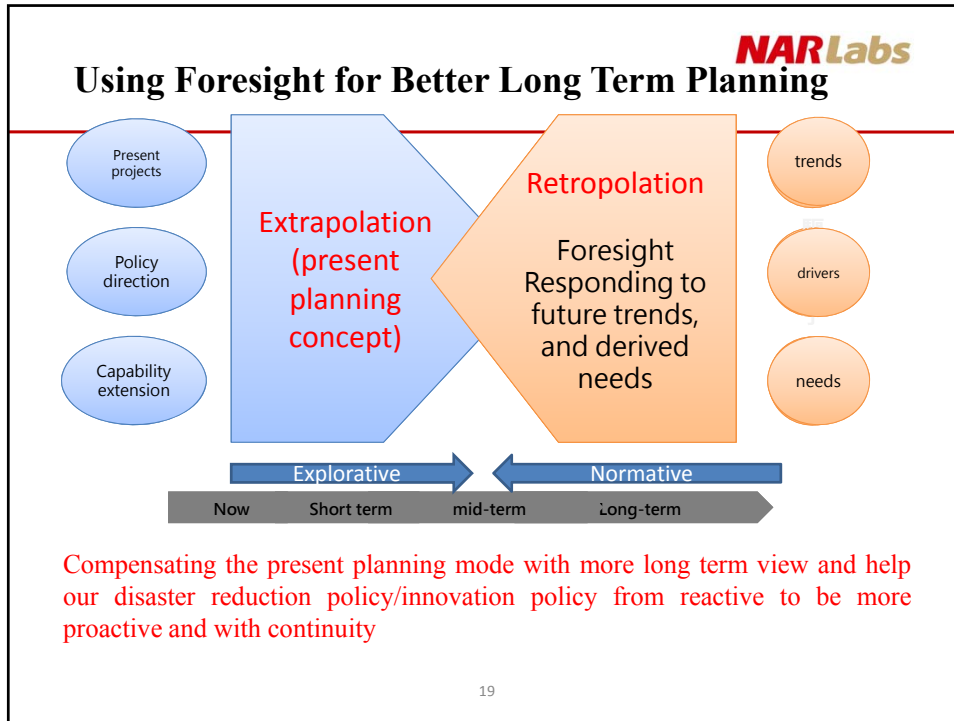 NARLabs
Using Foresight for Better Long Term Planning
Present
projects
Policy
direction
Capability
extension
Extrapolation
(present
planning
concept)
Retropolation
Foresight
Responding to
future trends,
and derived
needs
trends
drivers
needs
Explorative
Normative
Now Short term mid-term Long-term
Compensating the present planning mode with more long term view and help
our disaster reduction policy/innovation policy from reactive to be more
proactive and with continuity
19